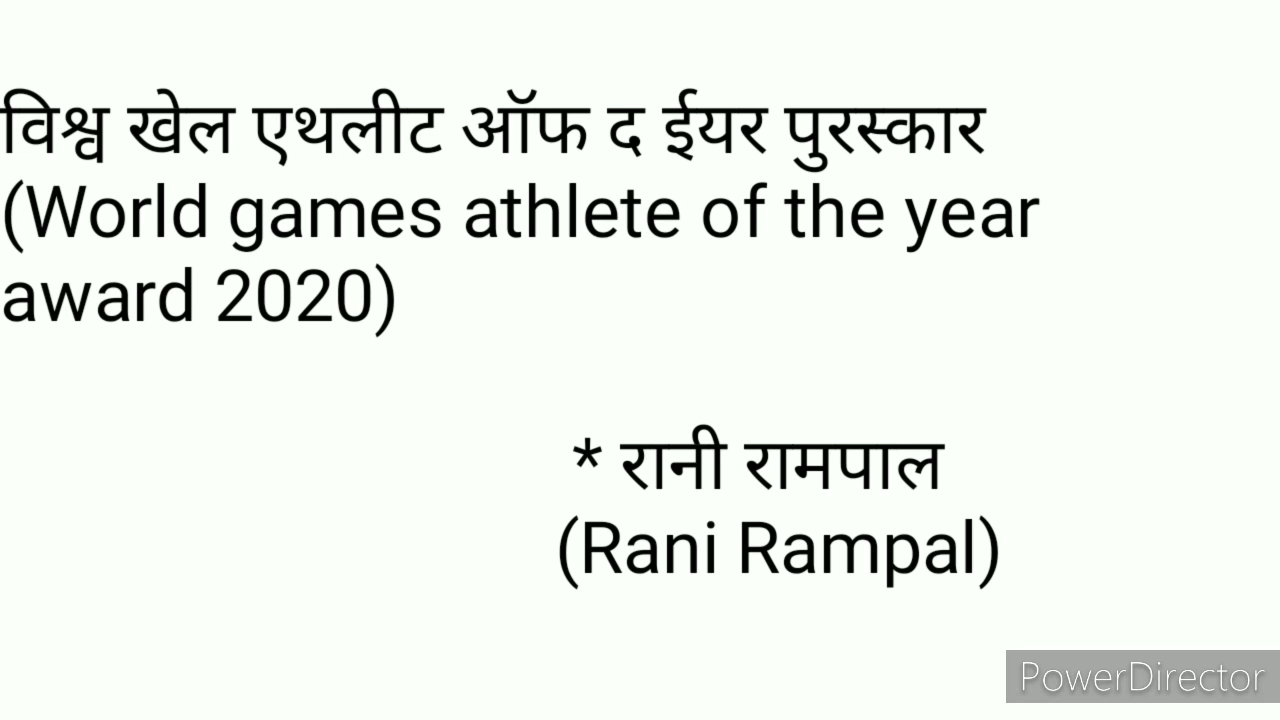 विश्व खेल एथलीट ऑफ द ईयर पुरस्कार
(World games athlete of the year
award 2020)
* रानी रामपाल
(Rani Rampal)
PowerDirector